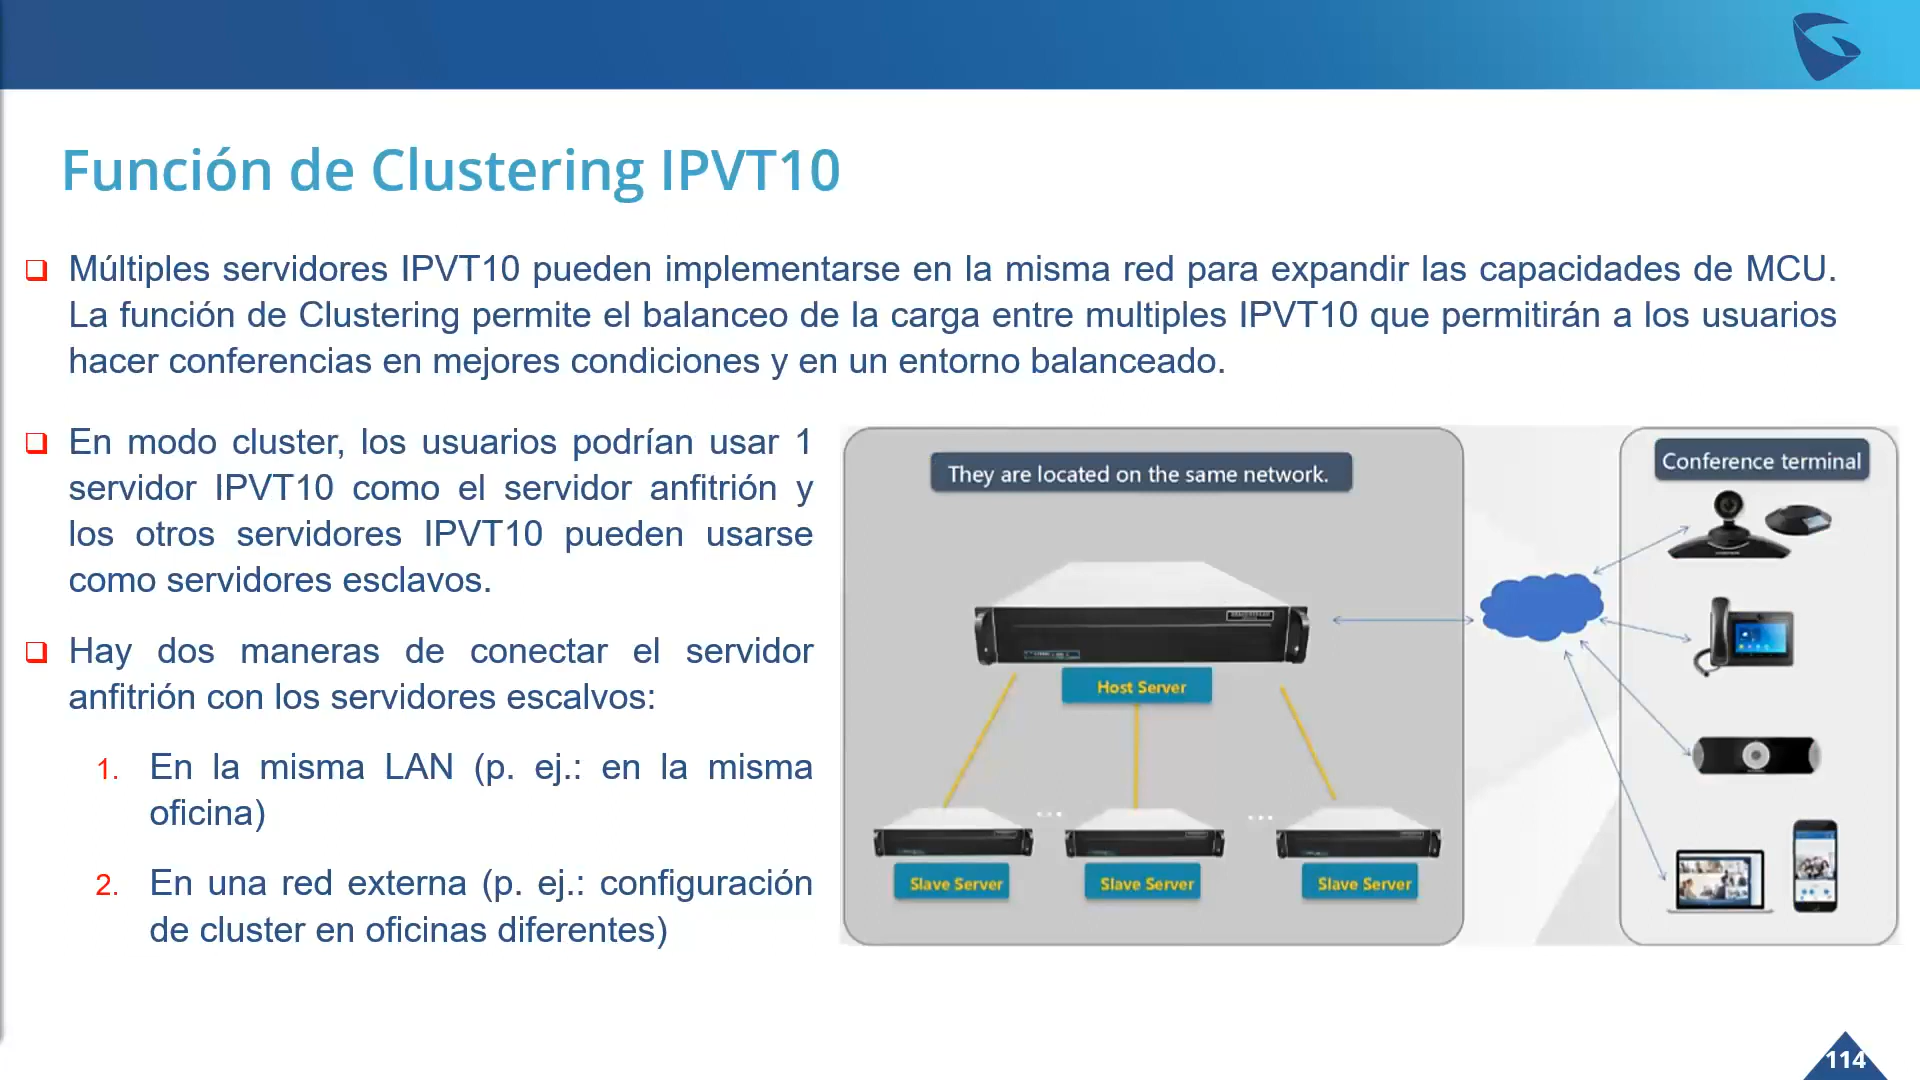 Función de Clustering IPVT10
Múltiples servidores IPVT10 pueden implementarse en la misma red para expandir las capacidades de MCU.
La función de Clustering permite el balanceo de la carga entre multiples IPVT10 que permitirán a los usuarios
hacer conferencias en mejores condiciones y en un entorno balanceado.
En modo cluster, los usuarios podrían usar 1
servidor IPVT10 como el servidor anfitrión y
los otros servidores IPVT10 pueden usarse
como servidores esclavos.
Hay dos maneras de conectar el servidor
anfitrión con los servidores escalvos:
1. En la misma LAN (p. ej.: en la misma
oficina)
2. En una red externa (p. ej.: configuración
de cluster en oficinas diferentes)
They are located on the same network.
Host Server
Slave Server
Slave Server
Slave Server
Conference terminal
114